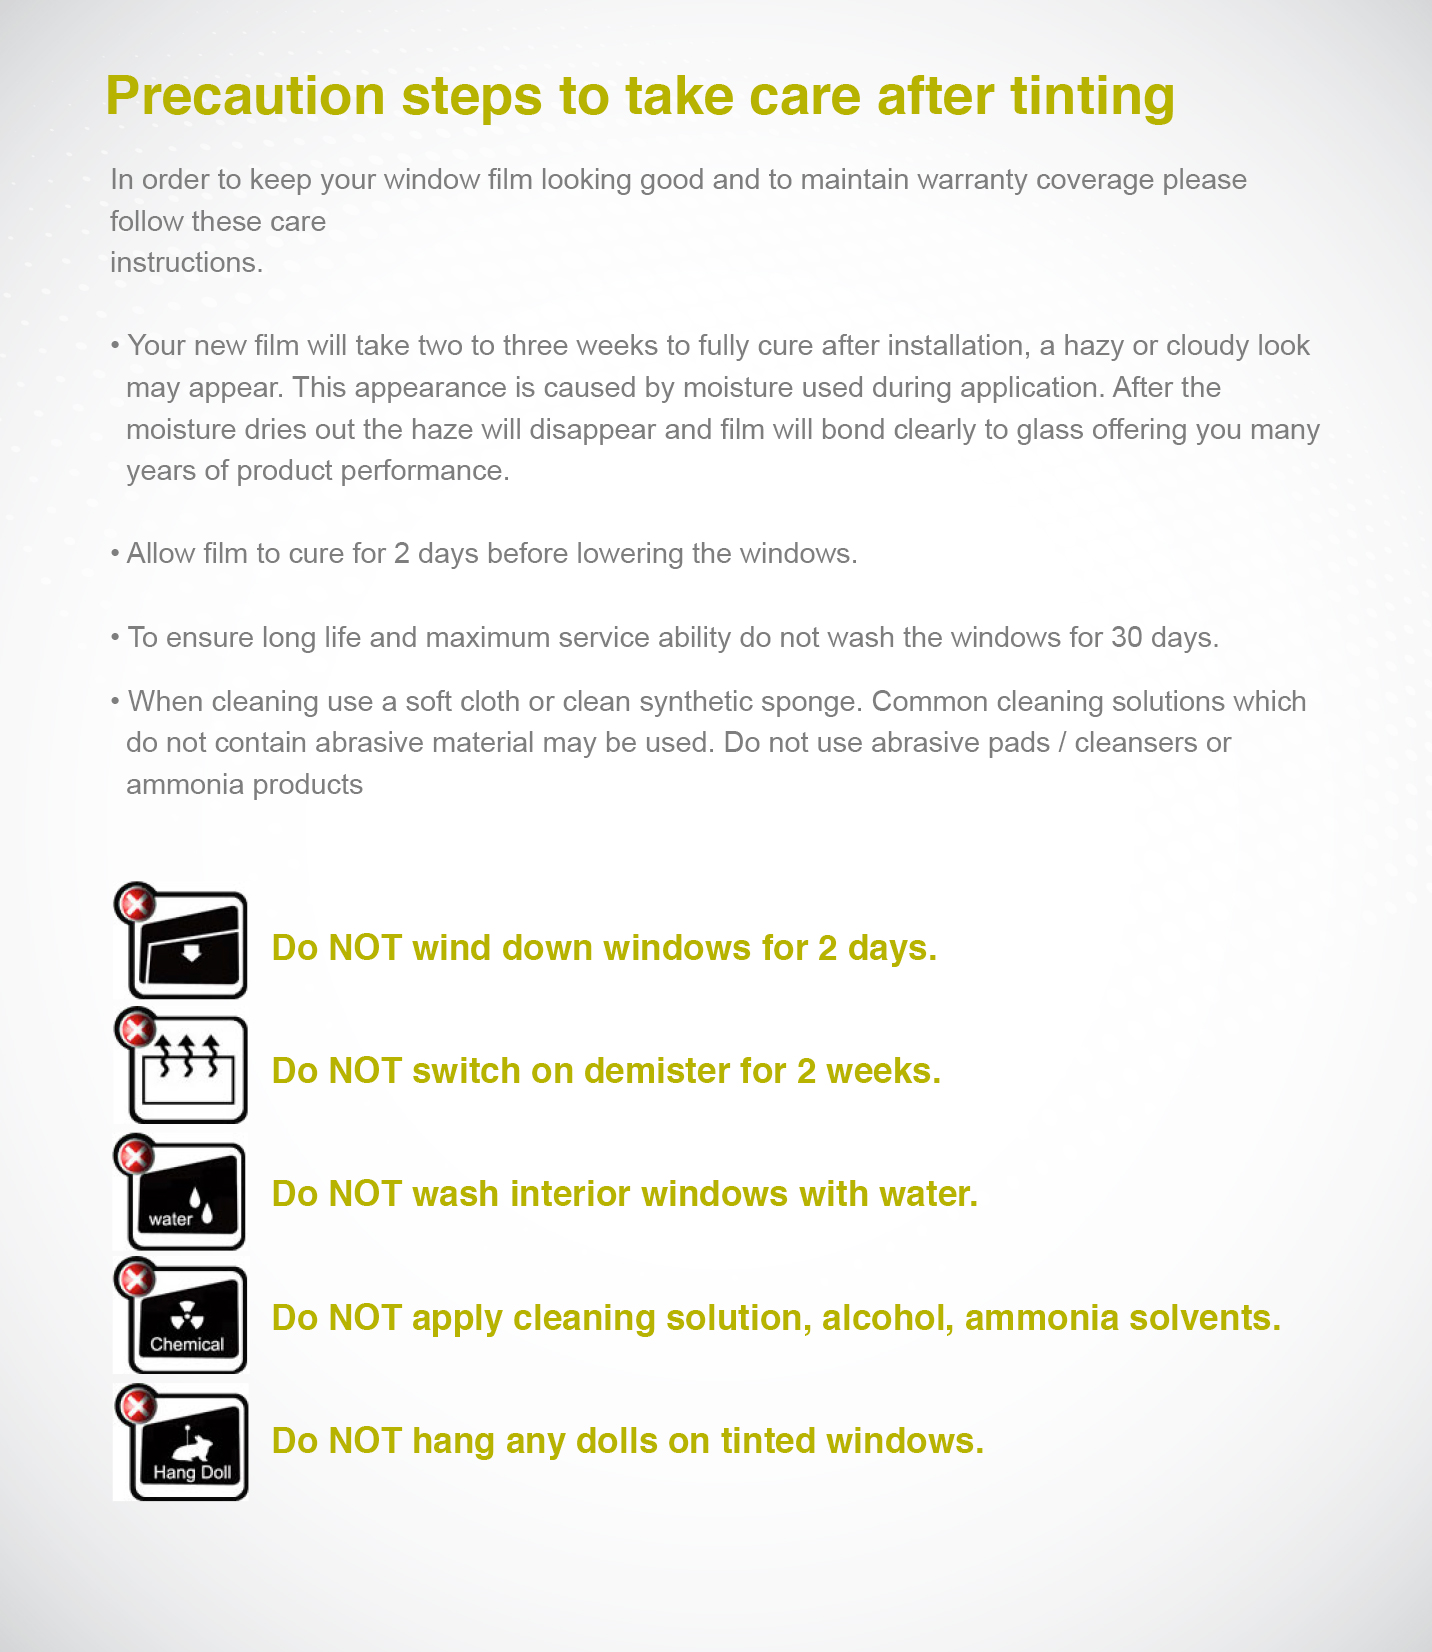 Precaution steps to take care after tinting
In order to keep your window film looking good and to maintain warranty coverage please
follow these care
instructions.
• Your new film will take two to three weeks to fully cure after installation, a hazy or cloudy look
may appear. This appearance is caused by moisture used during application. After the
moisture dries out the haze will disappear and film will bond clearly to glass offering you many
years of product performance.
• Allow film to cure for 2 days before lowering the windows.
• To ensure long life and maximum service ability do not wash the windows for 30 days.
• When cleaning use a soft cloth or clean synthetic sponge. Common cleaning solutions which
do not contain abrasive material may be used. Do not use abrasive pads / cleansers or
ammonia products
Do NOT wind down windows for 2 days.
Do NOT switch on demister for 2 weeks.
water
Do NOT wash interior windows with water.
Chemical
Do NOT apply cleaning solution, alcohol, ammonia solvents.
Hang Doll
Do NOT hang any dolls on tinted windows.